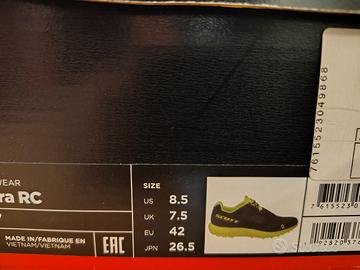 7615523049868
WEAR
ra RC
SIZE
US 8.5
UK 7.5
EU 42
JPN 26.5
MADE IN/FABRIQUE EN
VIETNAM/VIETNAM
EAC
SCOTT
subito